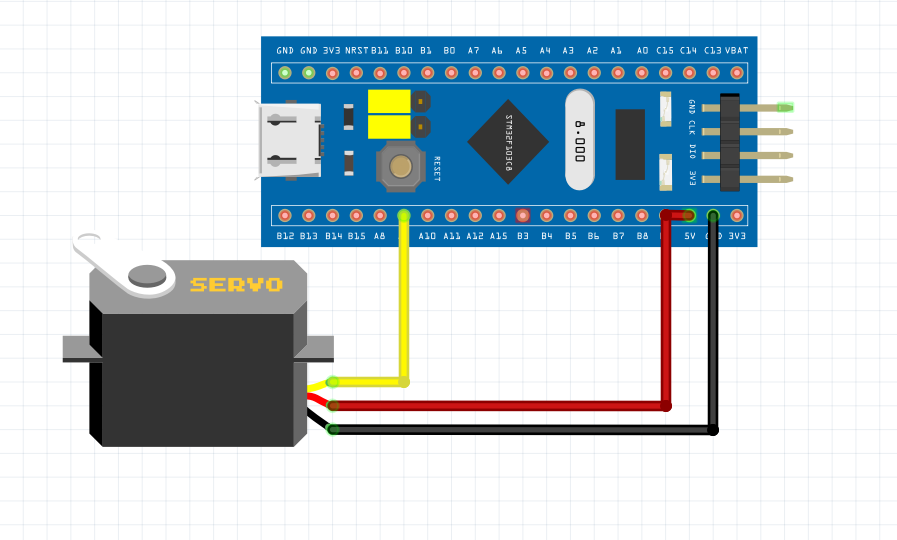 GND GND 3V3 NRST B11 B10 B1 B0 A7 A6 A5 A4 A3 A2 A1 A0 C15 C14 C13 VBAT
GND
CLK
DIO
3V3
STM32F103C8
8.000
RESET
B12 B13 B14 B15 A8 A10 A11 A12 A15 B3 B4 B5 B6 B7 B8 5V 3V3
SERVO